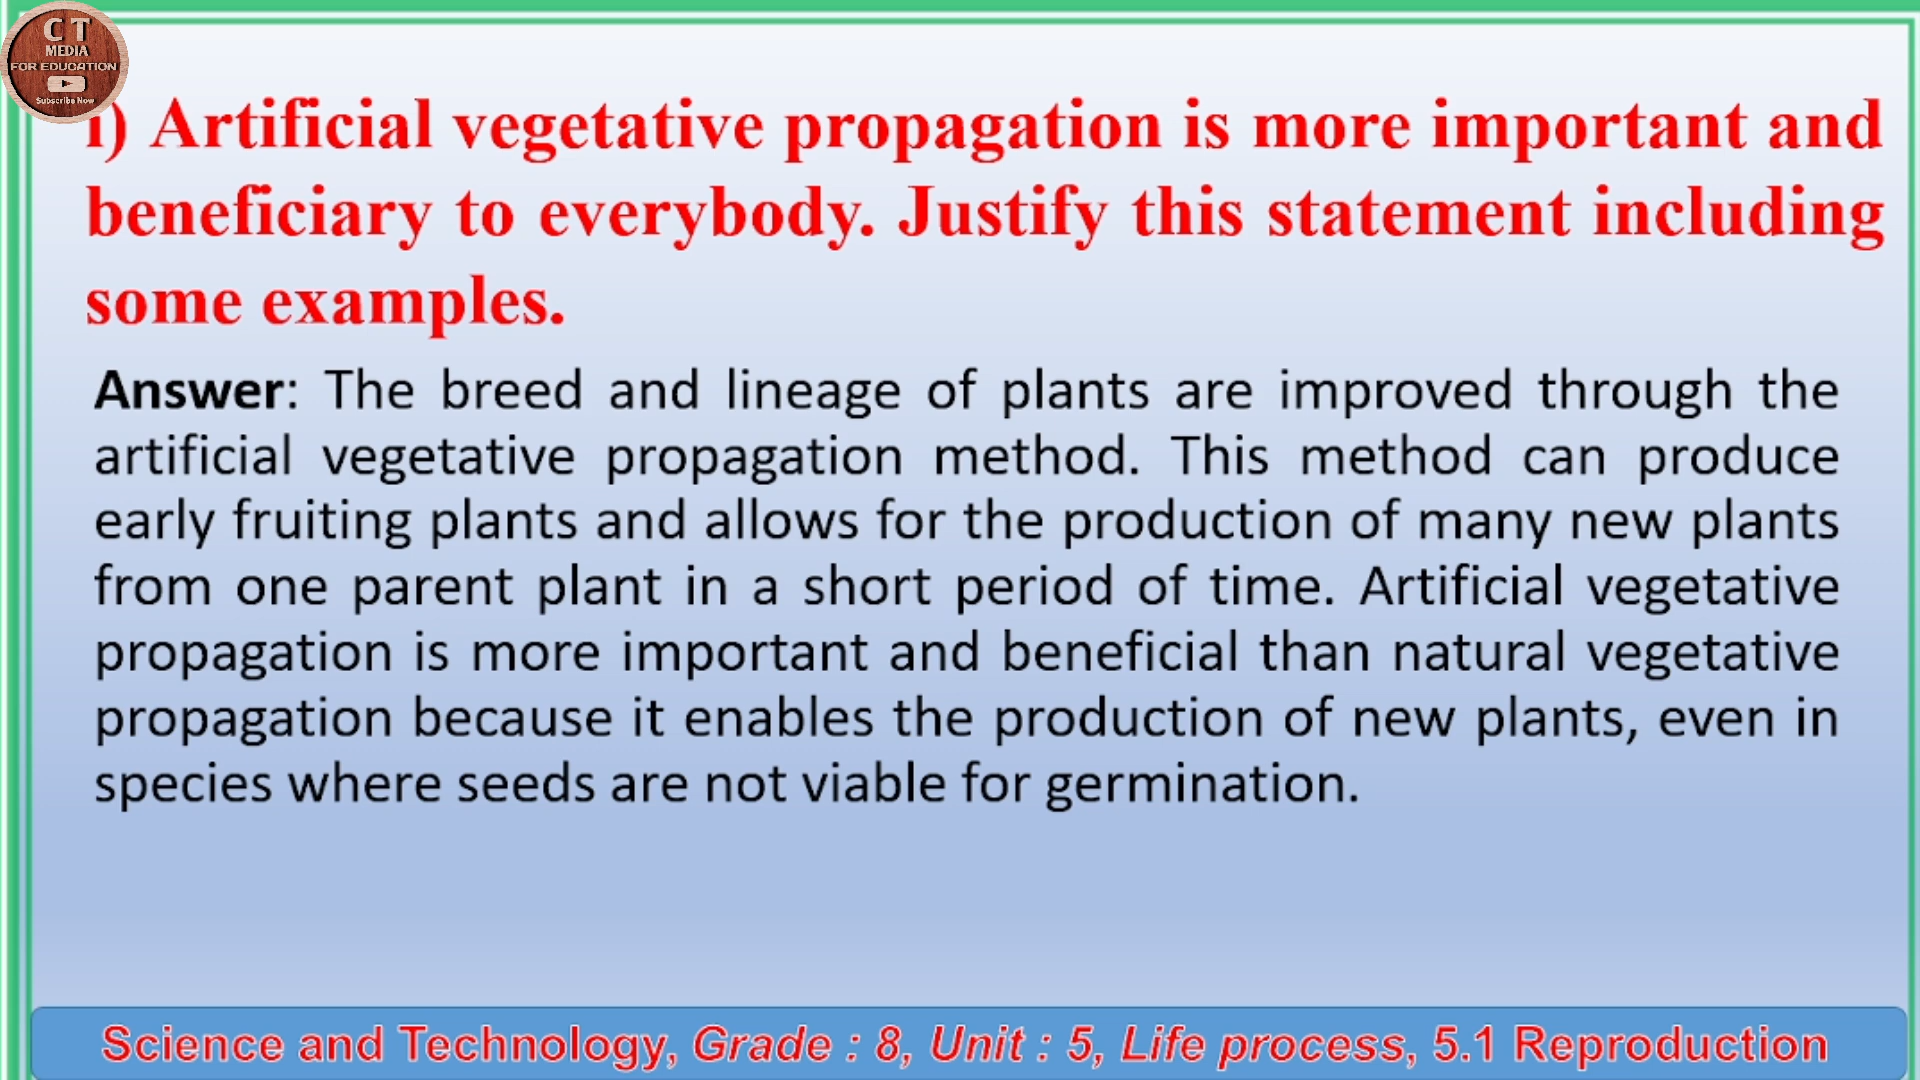 C T
MEDIA
FOR EDUCATION
Subscribe Now
i) Artificial vegetative propagation is more important and
beneficiary to everybody. Justify this statement including
some examples.
Answer: The breed and lineage of plants are improved through the
artificial vegetative propagation method. This method can produce
early fruiting plants and allows for the production of many new plants
from one parent plant in a short period of time. Artificial vegetative
propagation is more important and beneficial than natural vegetative
propagation because it enables the production of new plants, even in
species where seeds are not viable for germination.
Science and Technology, Grade : 8, Unit : 5, Life process, 5.1 Reproduction